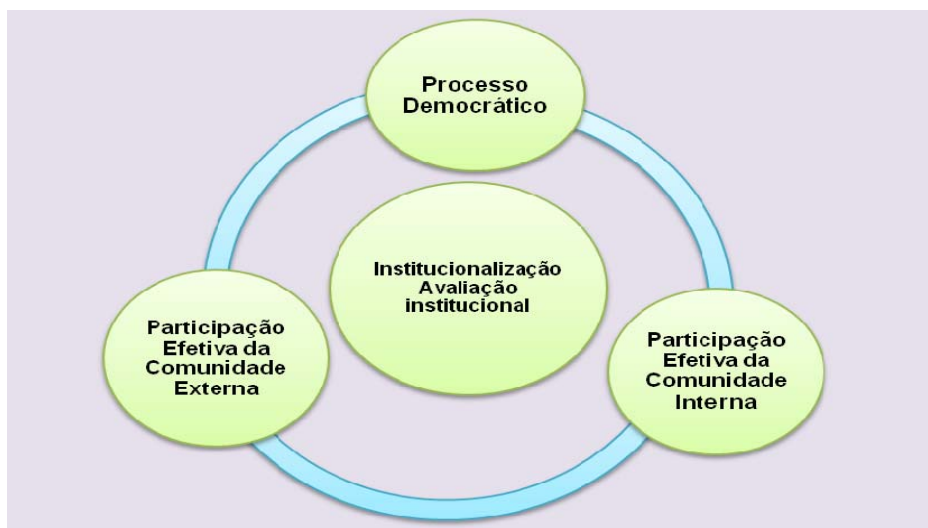 Processo
Democrático
Institucionalização
Avaliação
institucional
Participação
Efetiva da
Comunidade
Externa
Participação
Efetiva da
Comunidade
Interna